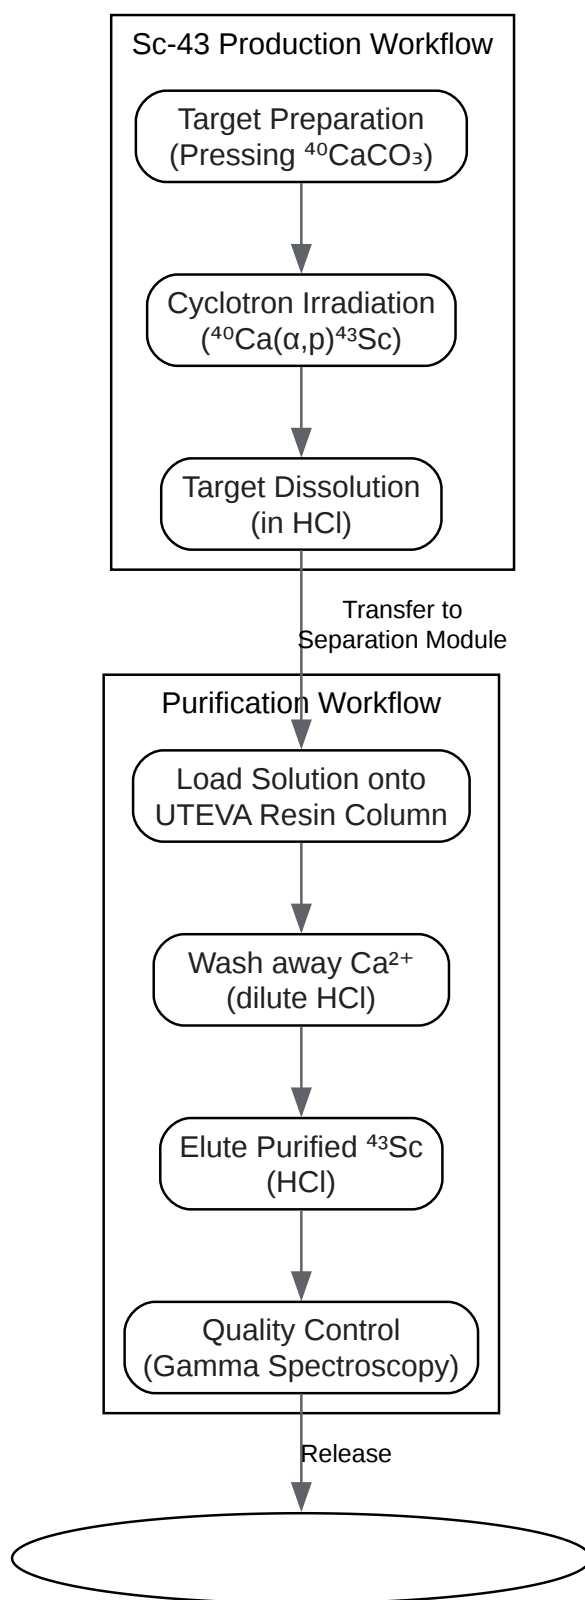 Sc-43 Production Workflow
Target Preparation
(Pressing ⁴⁰CaCO₃)
Cyclotron Irradiation
(⁴⁰Ca(α,p)⁴³Sc)
Target Dissolution
(in HCl)
Transfer to
Separation Module
Purification Workflow
Load Solution onto
UTEVA Resin Column
Wash away Ca²⁺
(dilute HCl)
Elute Purified ⁴³Sc
(HCl)
Quality Control
(Gamma Spectroscopy)
Release